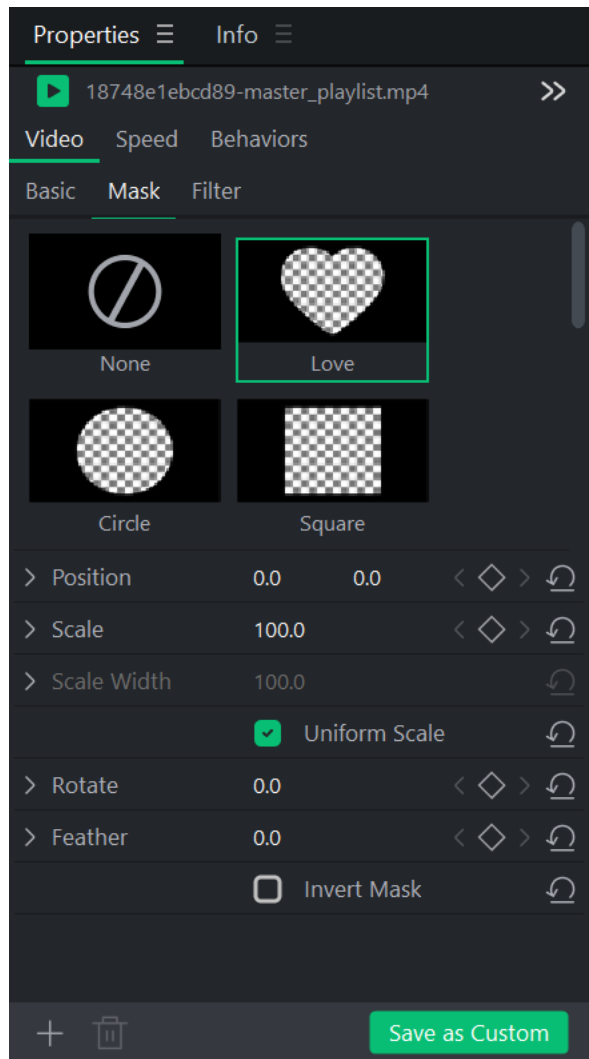 Properties Info
18748e1ebcd89-master_playlist.mp4
Video Speed Behaviors
Basic Mask Filter
None Love
Circle Square
Position 0.0 0.0
Scale 100.0
Scale Width 100.0
Uniform Scale
Rotate 0.0
Feather 0.0
Invert Mask
Save as Custom